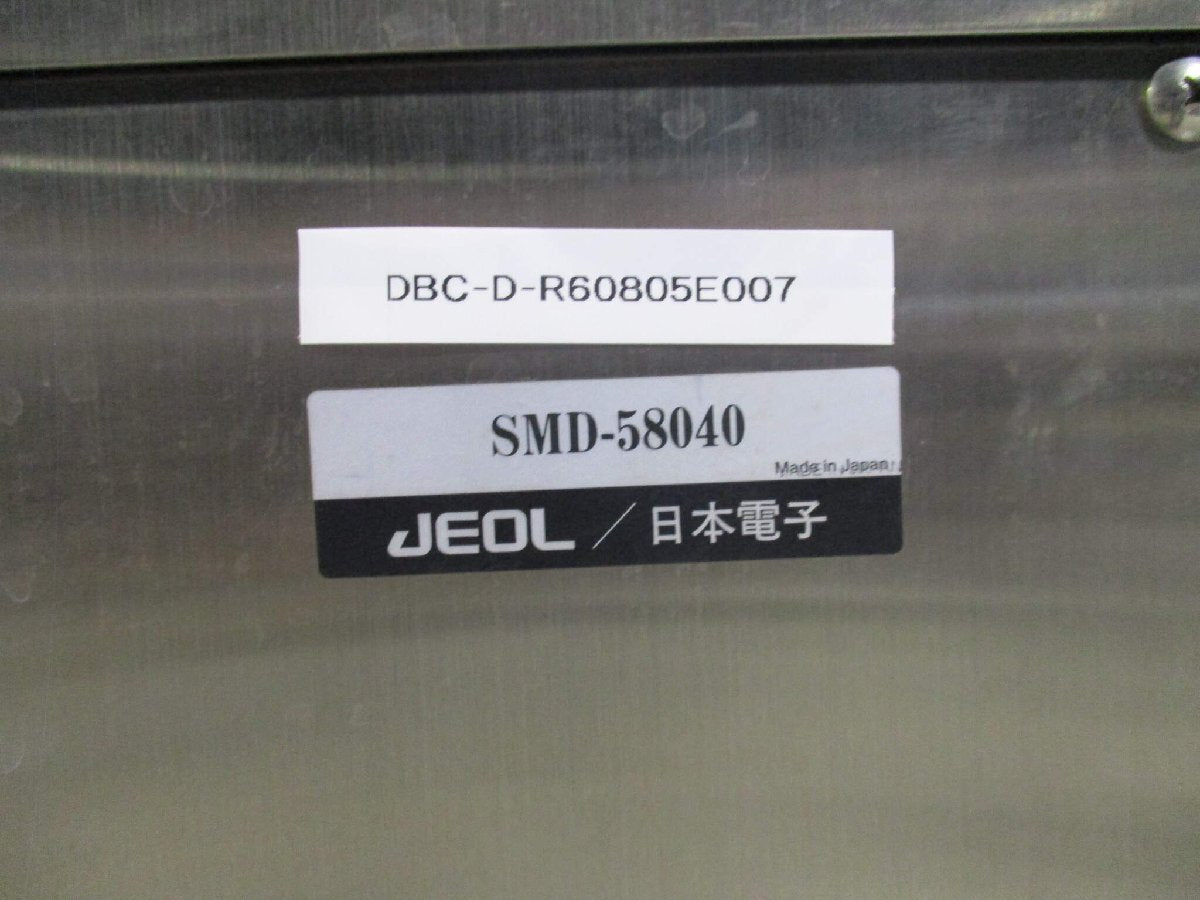 DBC-D-R60805E007
SMD-58040
Made in Japan
JEOL／日本電子